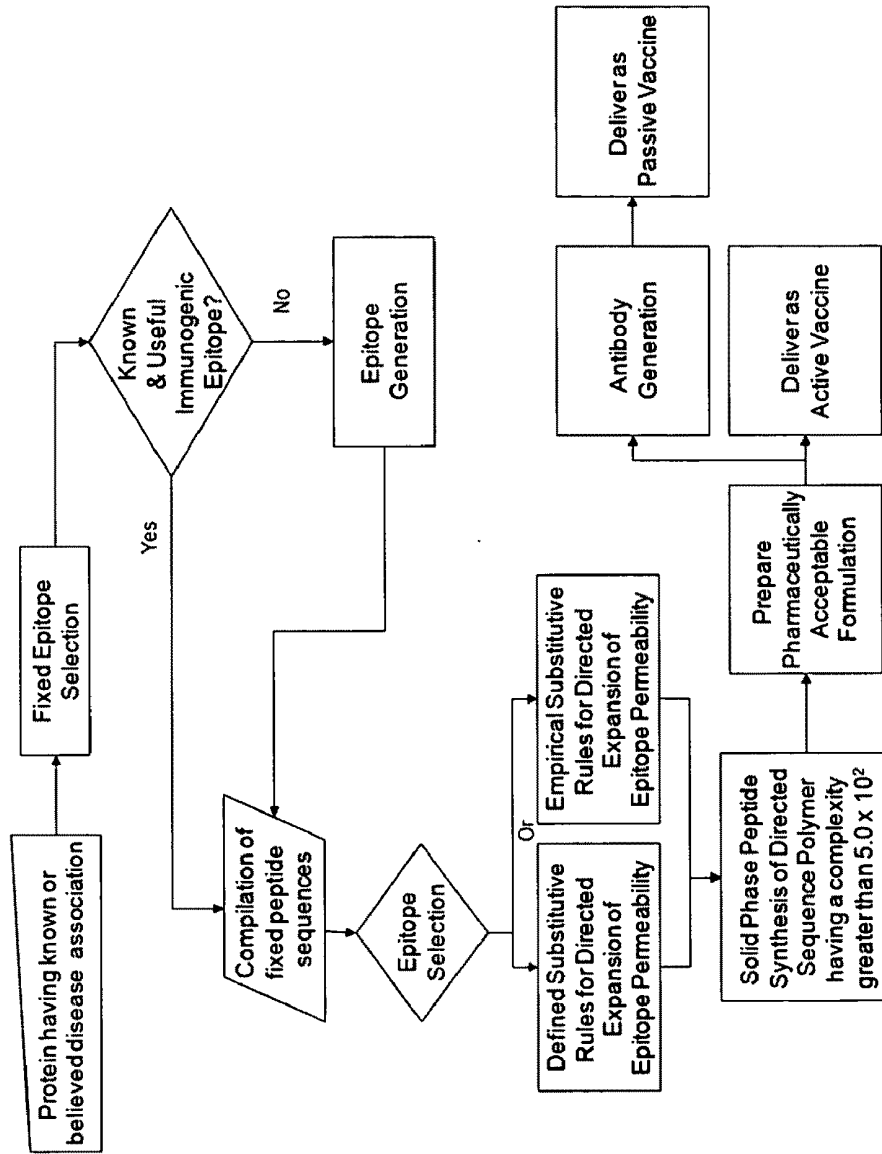 Protein having known or
believed disease association
Fixed Epitope
Selection
Known
& Useful
Immunogenic
Epitope?
Yes
No
Epitope
Generation
Compilation of
fixed peptide
sequences
Epitope
Selection
Or
Defined Substitutive
Rules for Directed
Expansion of
Epitope Permeability
Empirical Substitutive
Rules for Directed
Expansion of
Epitope Permeability
Solid Phase Peptide
Synthesis of Directed
Sequence Polymer
having a complexity
greater than 5.0 x 10²
Prepare
Pharmaceutically
Acceptable
Formulation
Antibody
Generation
Deliver as
Passive Vaccine
Deliver as
Active Vaccine